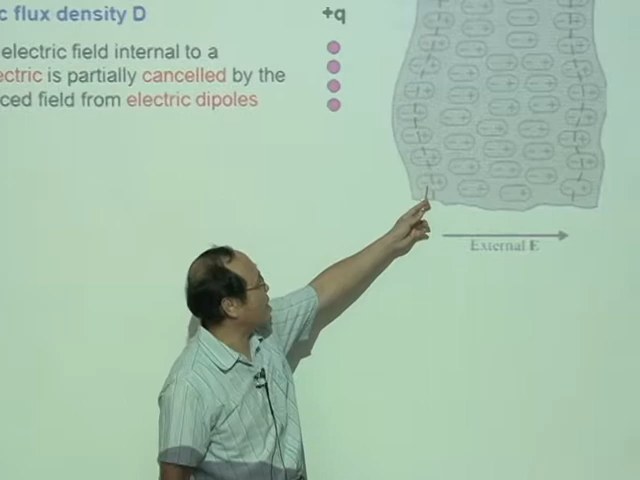 c flux density D
+q
electric field internal to a
ectric is partially cancelled by the
ced field from electric dipoles
External E